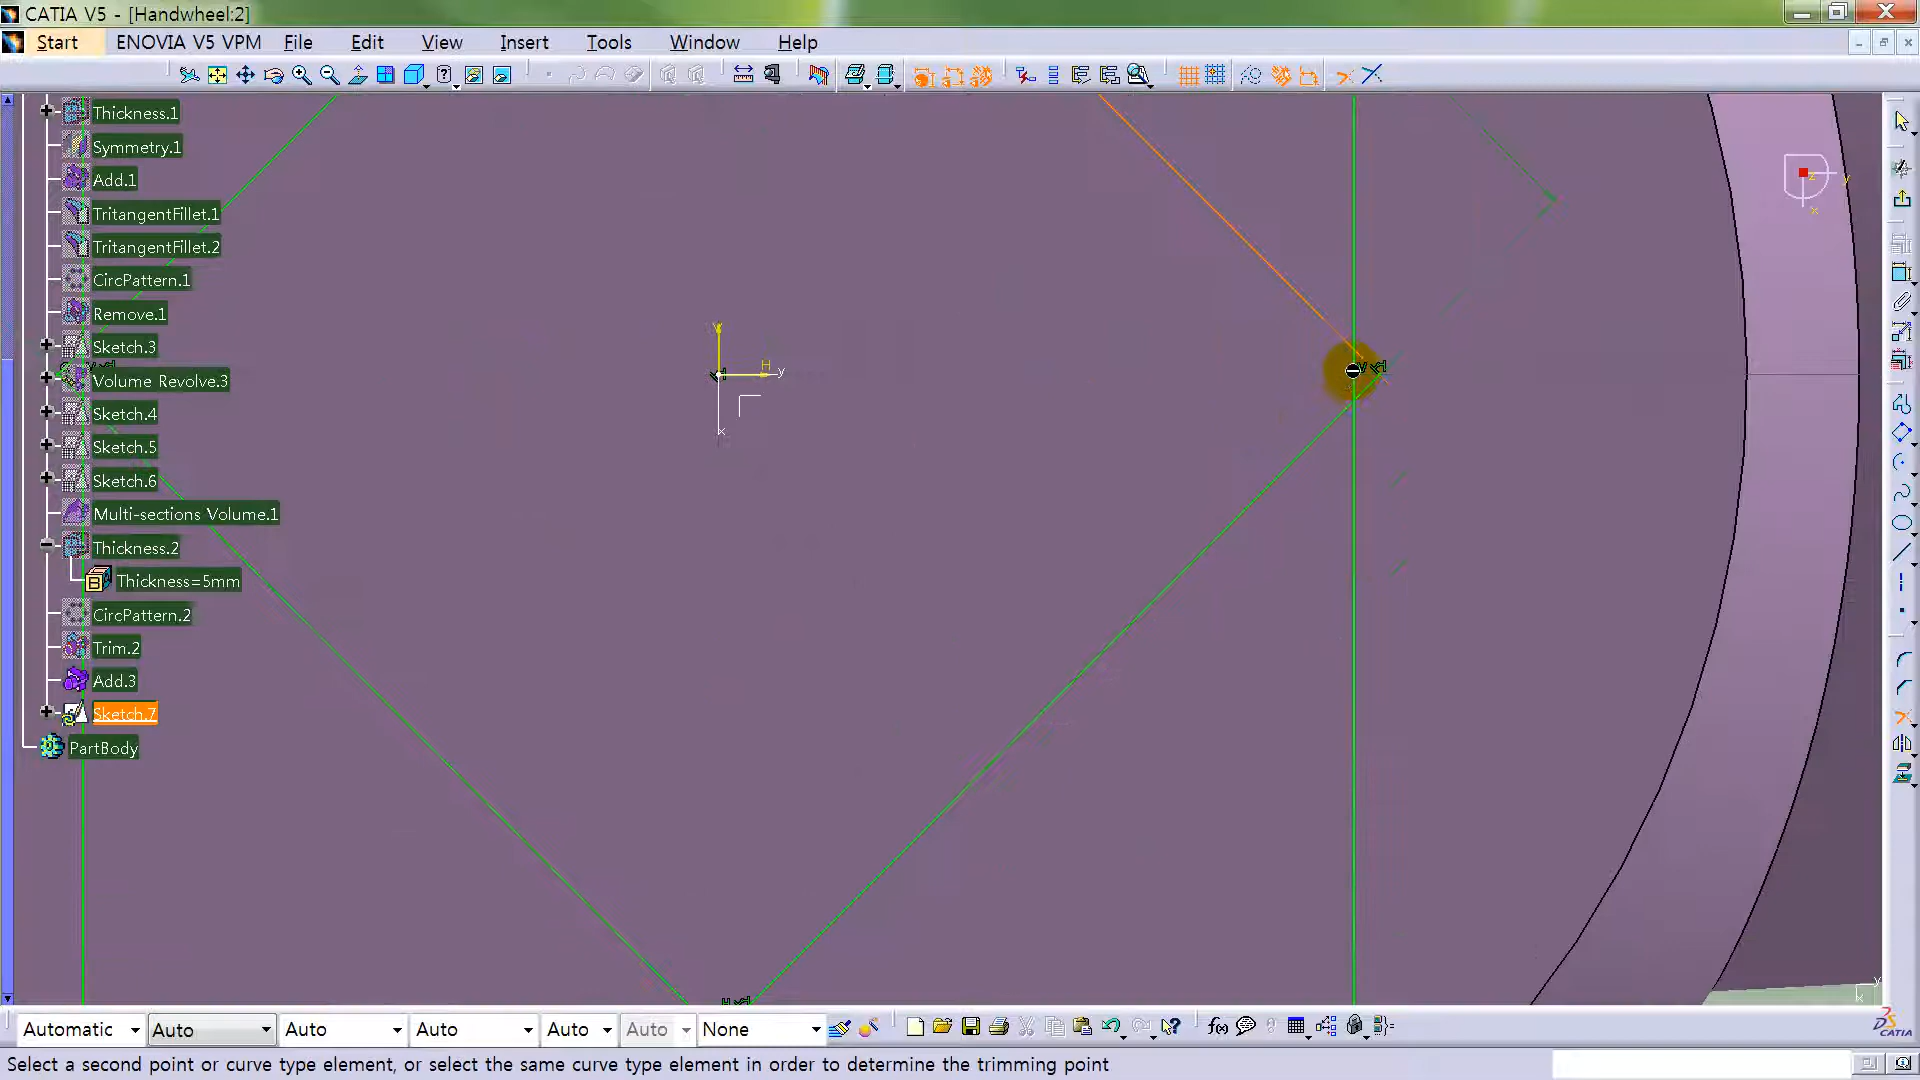 CATIA V5 - [Handwheel:2]
Start ENOVIA V5 VPM File Edit View Insert Tools Window Help
Thickness.1
Symmetry.1
Add.1
TritangentFillet.1
TritangentFillet.2
CircPattern.1
Remove.1
Sketch.3
Volume Revolve.3
Sketch.4
Sketch.5
Sketch.6
Multi-sections Volume.1
Thickness.2
Thickness=5mm
CircPattern.2
Trim.2
Add.3
Sketch.7
PartBody
V
H
y
x
z
y
x
V
H
Automatic Auto Auto Auto Auto Auto None
CATIA
Select a second point or curve type element, or select the same curve type element in order to determine the trimming point